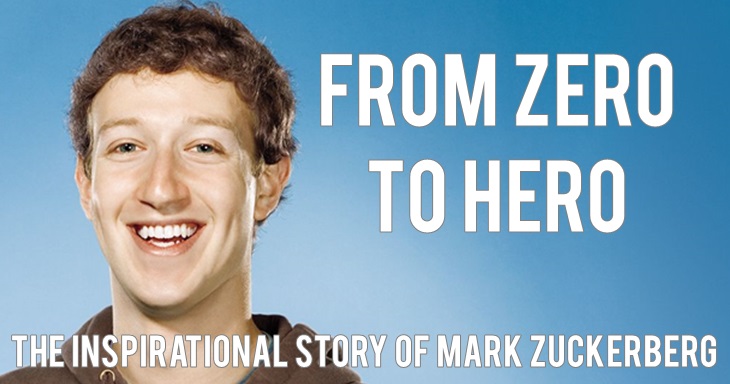 FROM ZERO
TO HERO
THE INSPIRATIONAL STORY OF MARK ZUCKERBERG